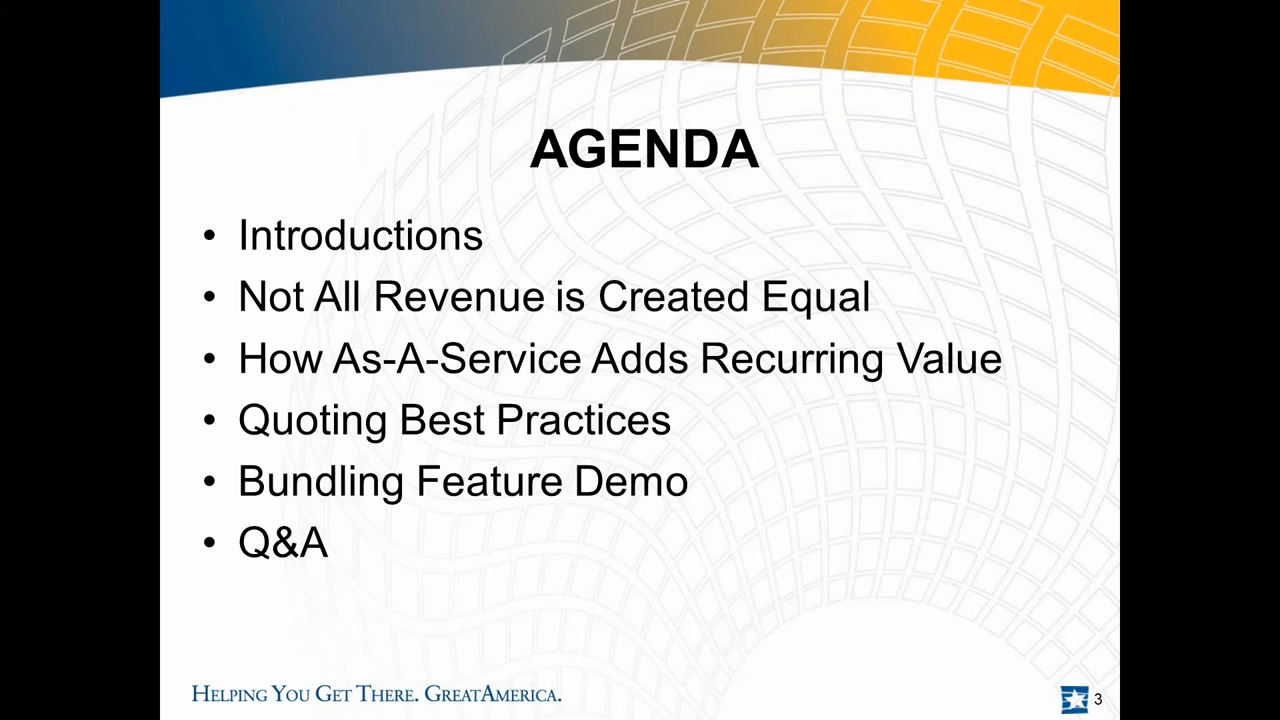 AGENDA
• Introductions
• Not All Revenue is Created Equal
• How As-A-Service Adds Recurring Value
• Quoting Best Practices
• Bundling Feature Demo
• Q&A
HELPING YOU GET THERE. GREATAMERICA.
3